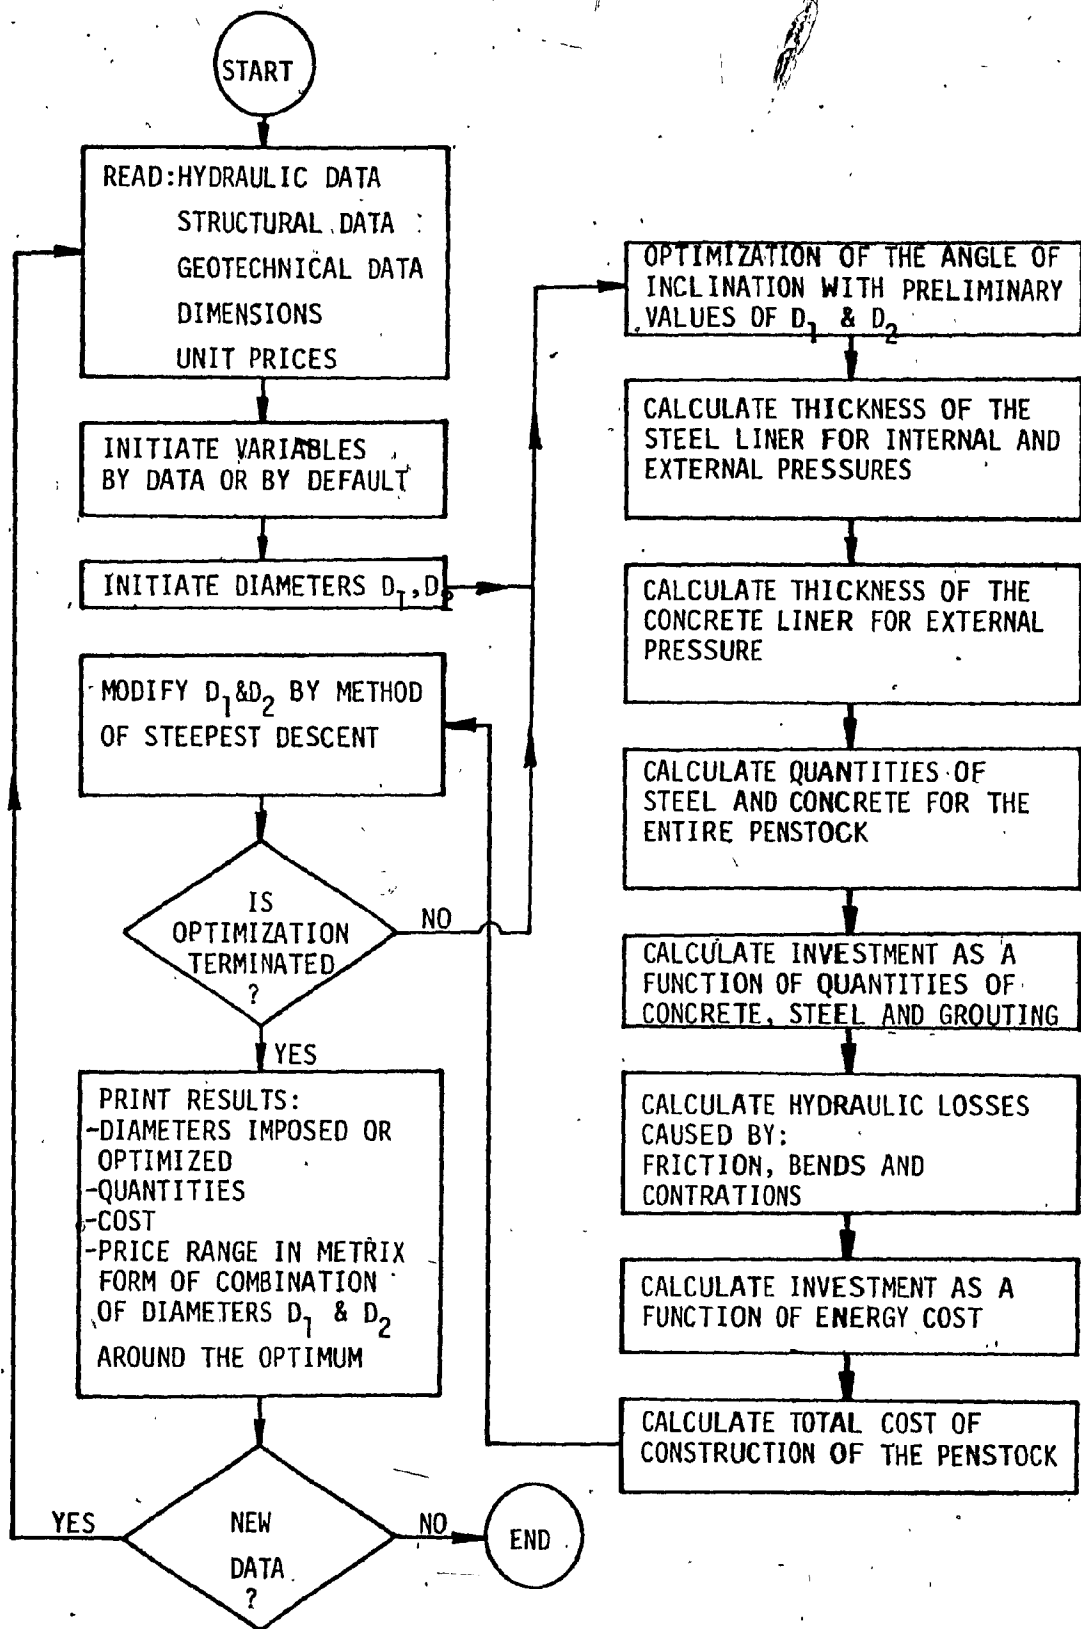 START
READ:HYDRAULIC DATA
STRUCTURAL DATA
GEOTECHNICAL DATA
DIMENSIONS
UNIT PRICES
INITIATE VARIABLES
BY DATA OR BY DEFAULT
INITIATE DIAMETERS D1,D2
MODIFY D1&D2 BY METHOD
OF STEEPEST DESCENT
IS
OPTIMIZATION
TERMINATED
?
NO
YES
PRINT RESULTS:
-DIAMETERS IMPOSED OR
OPTIMIZED
-QUANTITIES
-COST
-PRICE RANGE IN METRIX
FORM OF COMBINATION
OF DIAMETERS D1 & D2
AROUND THE OPTIMUM
NEW
DATA
?
YES
NO
END
OPTIMIZATION OF THE ANGLE OF
INCLINATION WITH PRELIMINARY
VALUES OF D1 & D2
CALCULATE THICKNESS OF THE
STEEL LINER FOR INTERNAL AND
EXTERNAL PRESSURES
CALCULATE THICKNESS OF THE
CONCRETE LINER FOR EXTERNAL
PRESSURE
CALCULATE QUANTITIES OF
STEEL AND CONCRETE FOR THE
ENTIRE PENSTOCK
CALCULATE INVESTMENT AS A
FUNCTION OF QUANTITIES OF
CONCRETE, STEEL AND GROUTING
CALCULATE HYDRAULIC LOSSES
CAUSED BY:
FRICTION, BENDS AND
CONTRATIONS
CALCULATE INVESTMENT AS A
FUNCTION OF ENERGY COST
CALCULATE TOTAL COST OF
CONSTRUCTION OF THE PENSTOCK